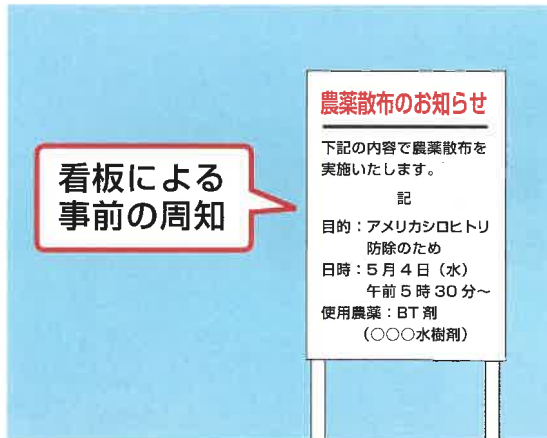 看板による
事前の周知
農薬散布のお知らせ
下記の内容で農薬散布を
実施いたします。
記
目的：アメリカシロヒトリ
防除のため
日時：5月4日（水）
午前5時30分～
使用農薬：BT剤
（○○○水樹剤）